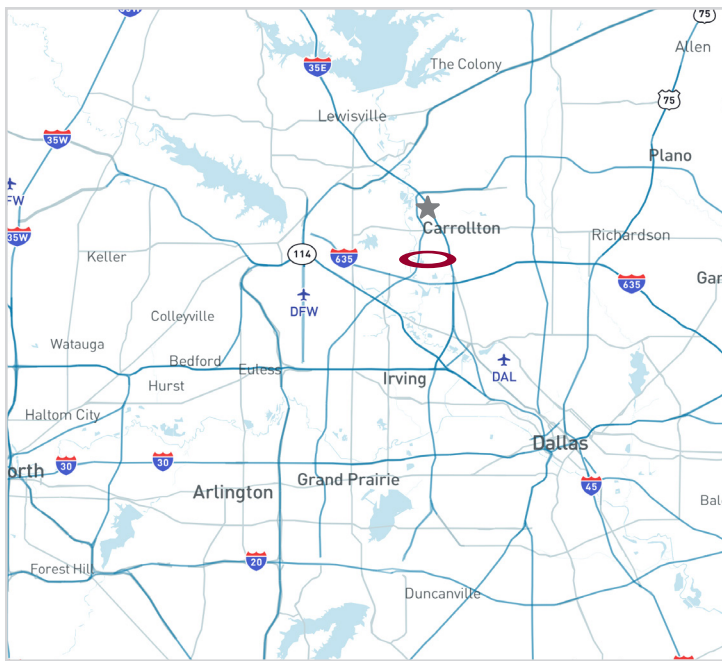 75
Allen
The Colony
35E
75
Lewisville
35W
Plano
FW
Carrollton
35W
Richardson
Keller
114
635
635
Gar
DFW
Colleyville
Watauga
Bedford
Euless
DAL
Irving
Hurst
Haltom City
Dallas
orth
30
30
Grand Prairie
Arlington
45
Bal
20
Forest Hill
Duncanville